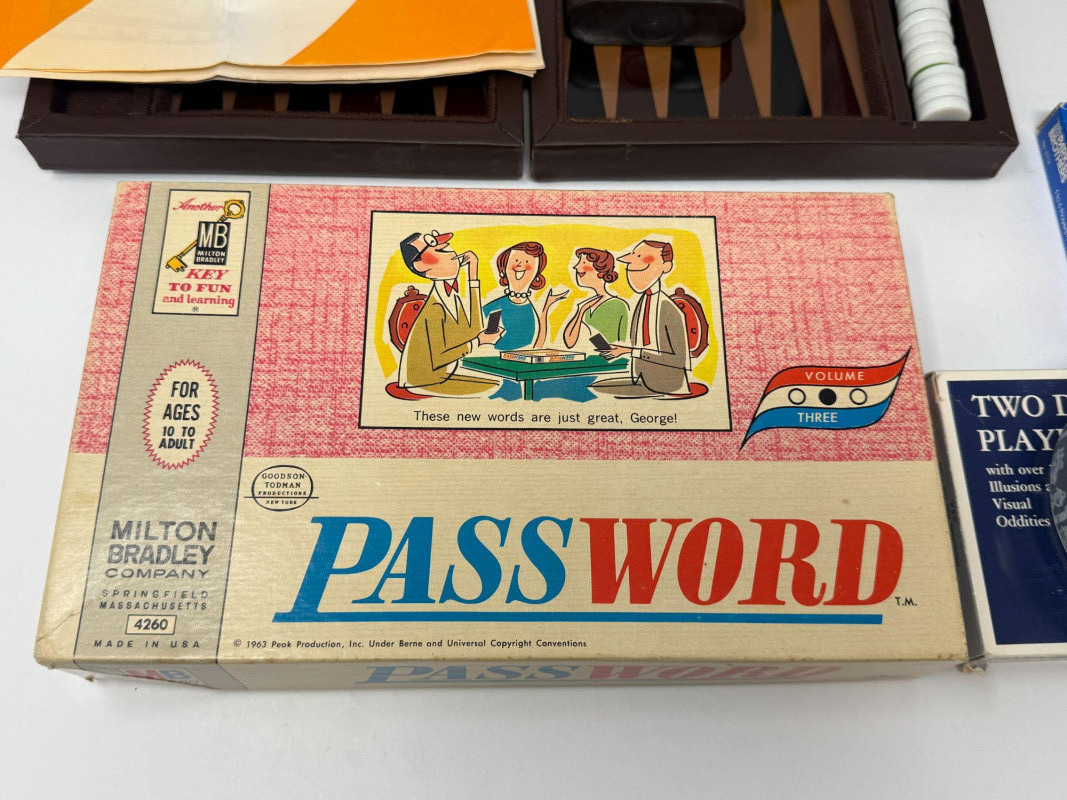 Another
MB
MILTON
BRADLEY
KEY
TO FUN
and learning
®
FOR
AGES
10 TO
ADULT
MILTON
BRADLEY
COMPANY
SPRINGFIELD
MASSACHUSETTS
4260
MADE IN U S A
These new words are just great, George!
VOLUME
THREE
GOODSON-
TODMAN
PRODUCTIONS
NEW YORK
PASSWORD
T.M.
© 1963 Peak Production, Inc. Under Berne and Universal Copyright Conventions
MB PASSWORD
TWO D
PLAY
with over
Illusions
Visual
Oddities